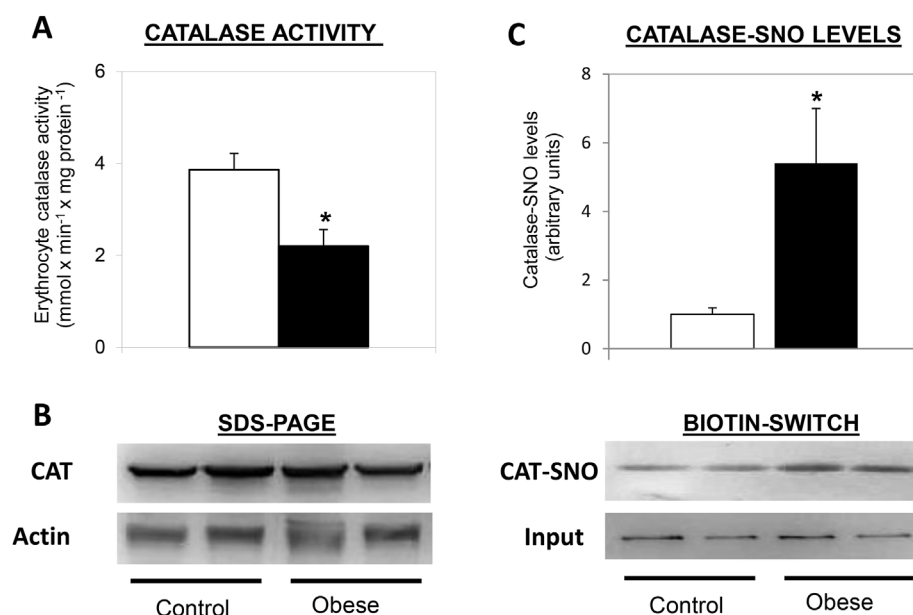 A
CATALASE ACTIVITY
Erythrocyte catalase activity
(mmol x min⁻¹ x mg protein⁻¹)
6
4
2
0
*
B
SDS-PAGE
CAT
Actin
Control
Obese
C
CATALASE-SNO LEVELS
Catalase-SNO levels
(arbitrary units)
8
6
4
2
0
*
BIOTIN-SWITCH
CAT-SNO
Input
Control
Obese